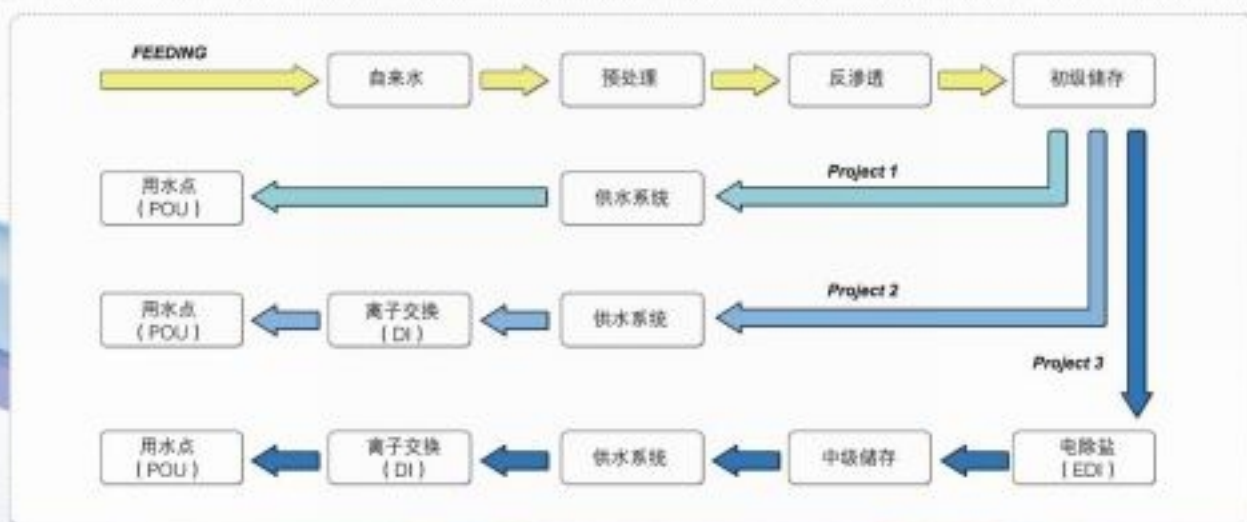 FEEDING
自来水
预处理
反渗透
初级储存
Project 1
用水点
(POU)
供水系统
Project 2
用水点
(POU)
离子交换
(DI)
供水系统
Project 3
用水点
(POU)
离子交换
(DI)
供水系统
中级储存
电除盐
(EDI)